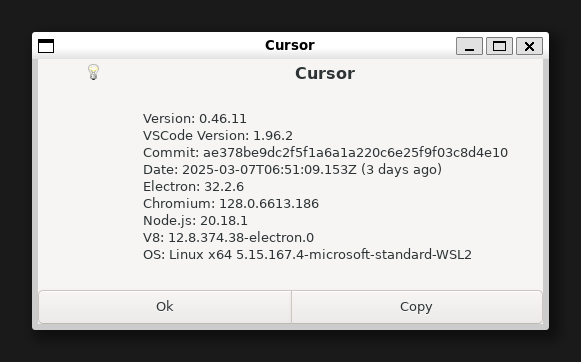 Cursor
Cursor
Version: 0.46.11
VSCode Version: 1.96.2
Commit: ae378be9dc2f5f1a6a1a220c6e25f9f03c8d4e10
Date: 2025-03-07T06:51:09.153Z (3 days ago)
Electron: 32.2.6
Chromium: 128.0.6613.186
Node.js: 20.18.1
V8: 12.8.374.38-electron.0
OS: Linux x64 5.15.167.4-microsoft-standard-WSL2
Ok Copy